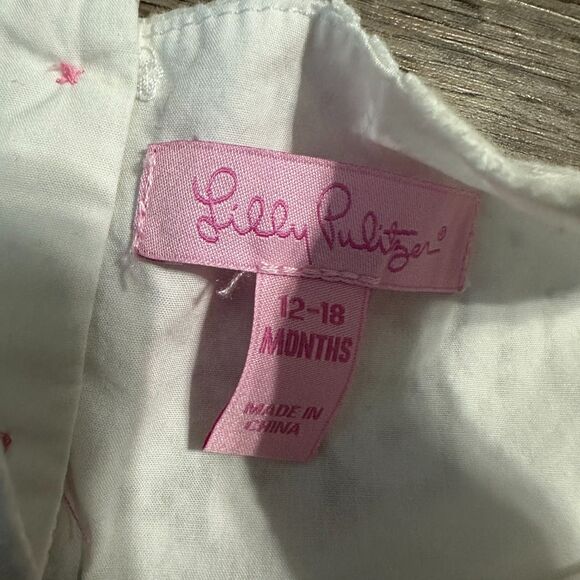 Lilly Pulitzer®
12-18
MONTHS
MADE IN
CHINA